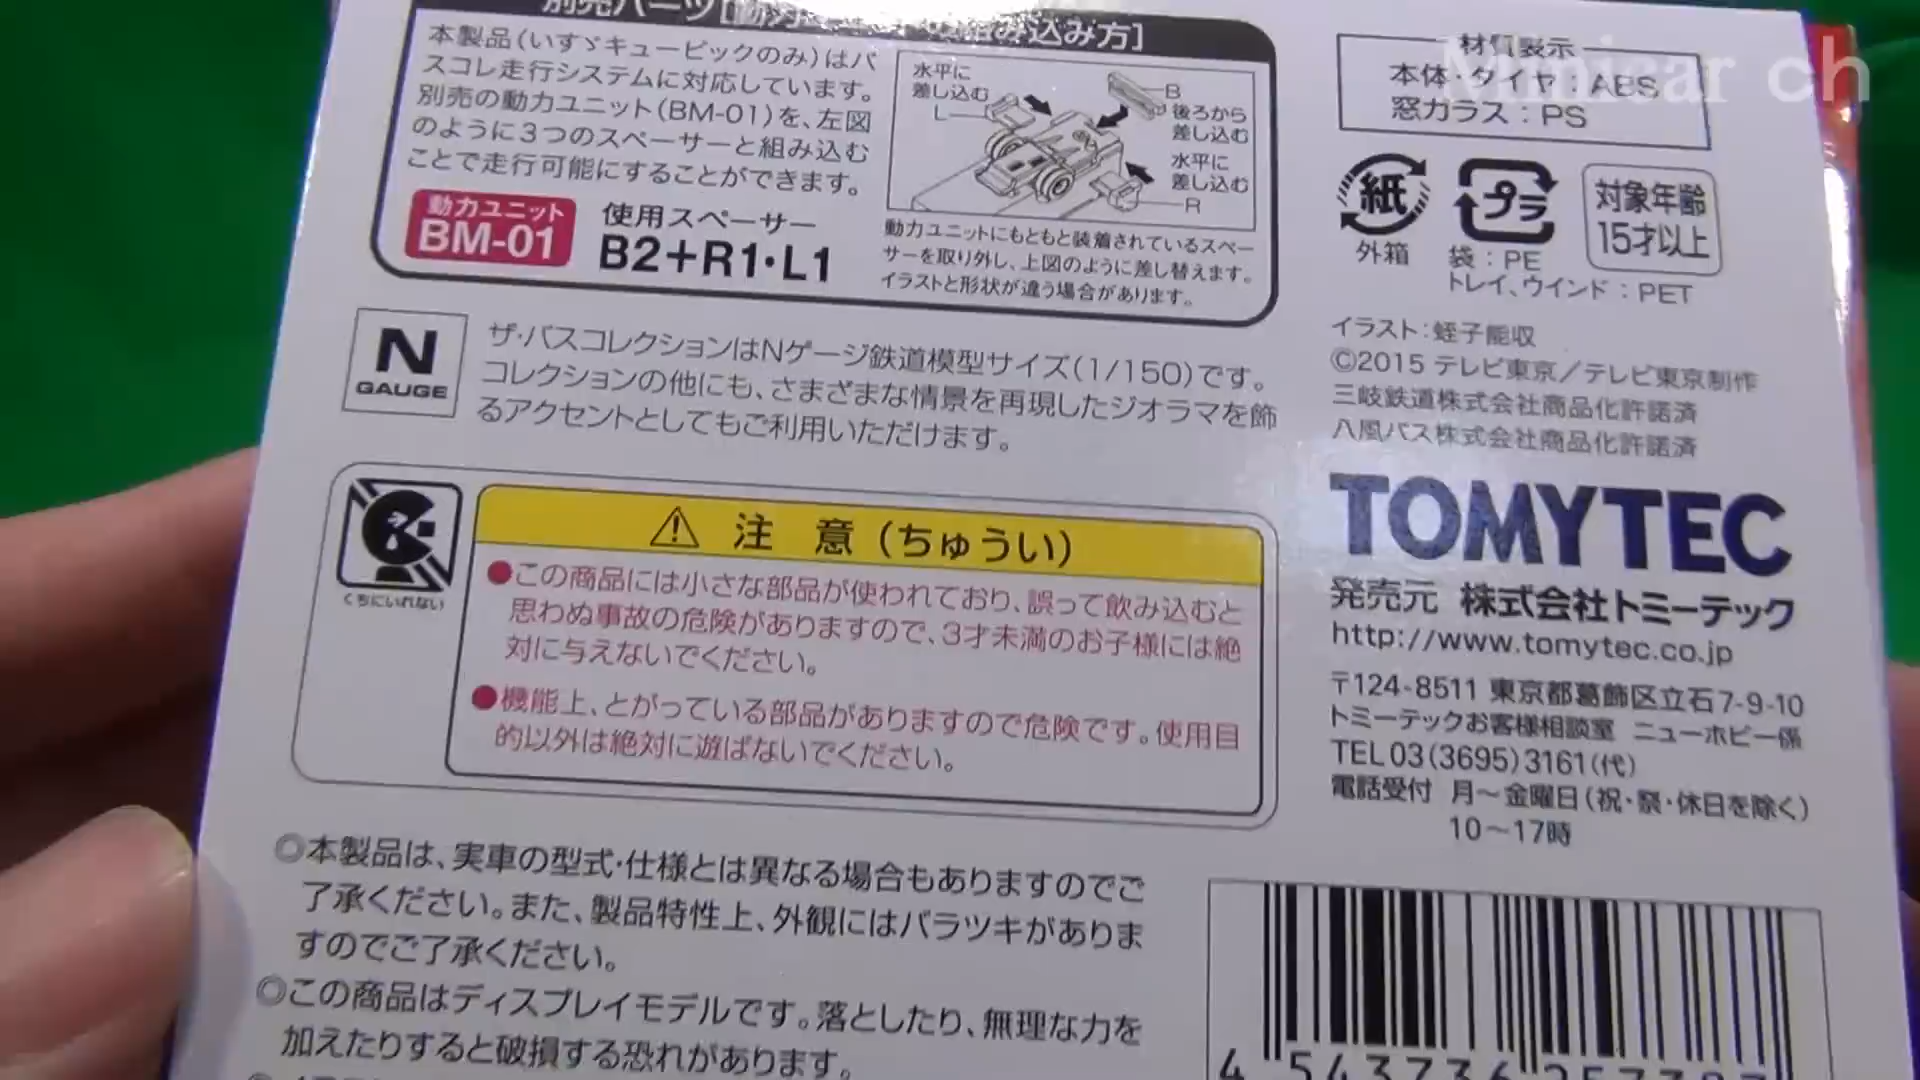 本製品(いすゞキュービックのみ)はバ
スコレ走行システムに対応しています。
別売の動力ユニット(BM-01)を、左図
のように3つのスペーサーと組み込む
ことで走行可能にすることができます。
動力ユニット
BM-01
使用スペーサー
B2+R1・L1
水平に
差し込む
L
B
後ろから
差し込む
水平に
差し込む
R
動力ユニットにもともと装着されているスペー
サーを取り外し、上図のように差し替えます。
イラストと形状が違う場合があります。
N
GAUGE
ザ・バスコレクションはNゲージ鉄道模型サイズ(1/150)です。
コレクションの他にも、さまざまな情景を再現したジオラマを飾
るアクセントとしてもご利用いただけます。
くちにいれない
⚠ 注 意(ちゅうい)
●この商品には小さな部品が使われており、誤って飲み込むと
思わぬ事故の危険がありますので、3才未満のお子様には絶
対に与えないでください。
●機能上、とがっている部品がありますので危険です。使用目
的以外は絶対に遊ばないでください。
◎本製品は、実車の型式・仕様とは異なる場合もありますのでご
了承ください。また、製品特性上、外観にはバラツキがありま
すのでご了承ください。
◎この商品はディスプレイモデルです。落としたり、無理な力を
加えたりすると破損する恐れがあります。
材質表示
本体・タイヤ:ABS
窓ガラス:PS
Minicar ch
紙
外箱
プラ
袋:PE
トレイ、ウインド:PET
対象年齢
15才以上
イラスト:蛭子能収
©2015 テレビ東京/テレビ東京制作
三岐鉄道株式会社商品化許諾済
八風バス株式会社商品化許諾済
TOMYTEC
発売元 株式会社トミーテック
http://www.tomytec.co.jp
〒124-8511 東京都葛飾区立石7-9-10
トミーテックお客様相談室 ニューホビー係
TEL03(3695)3161(代)
電話受付 月~金曜日(祝・祭・休日を除く)
10~17時
4 543736